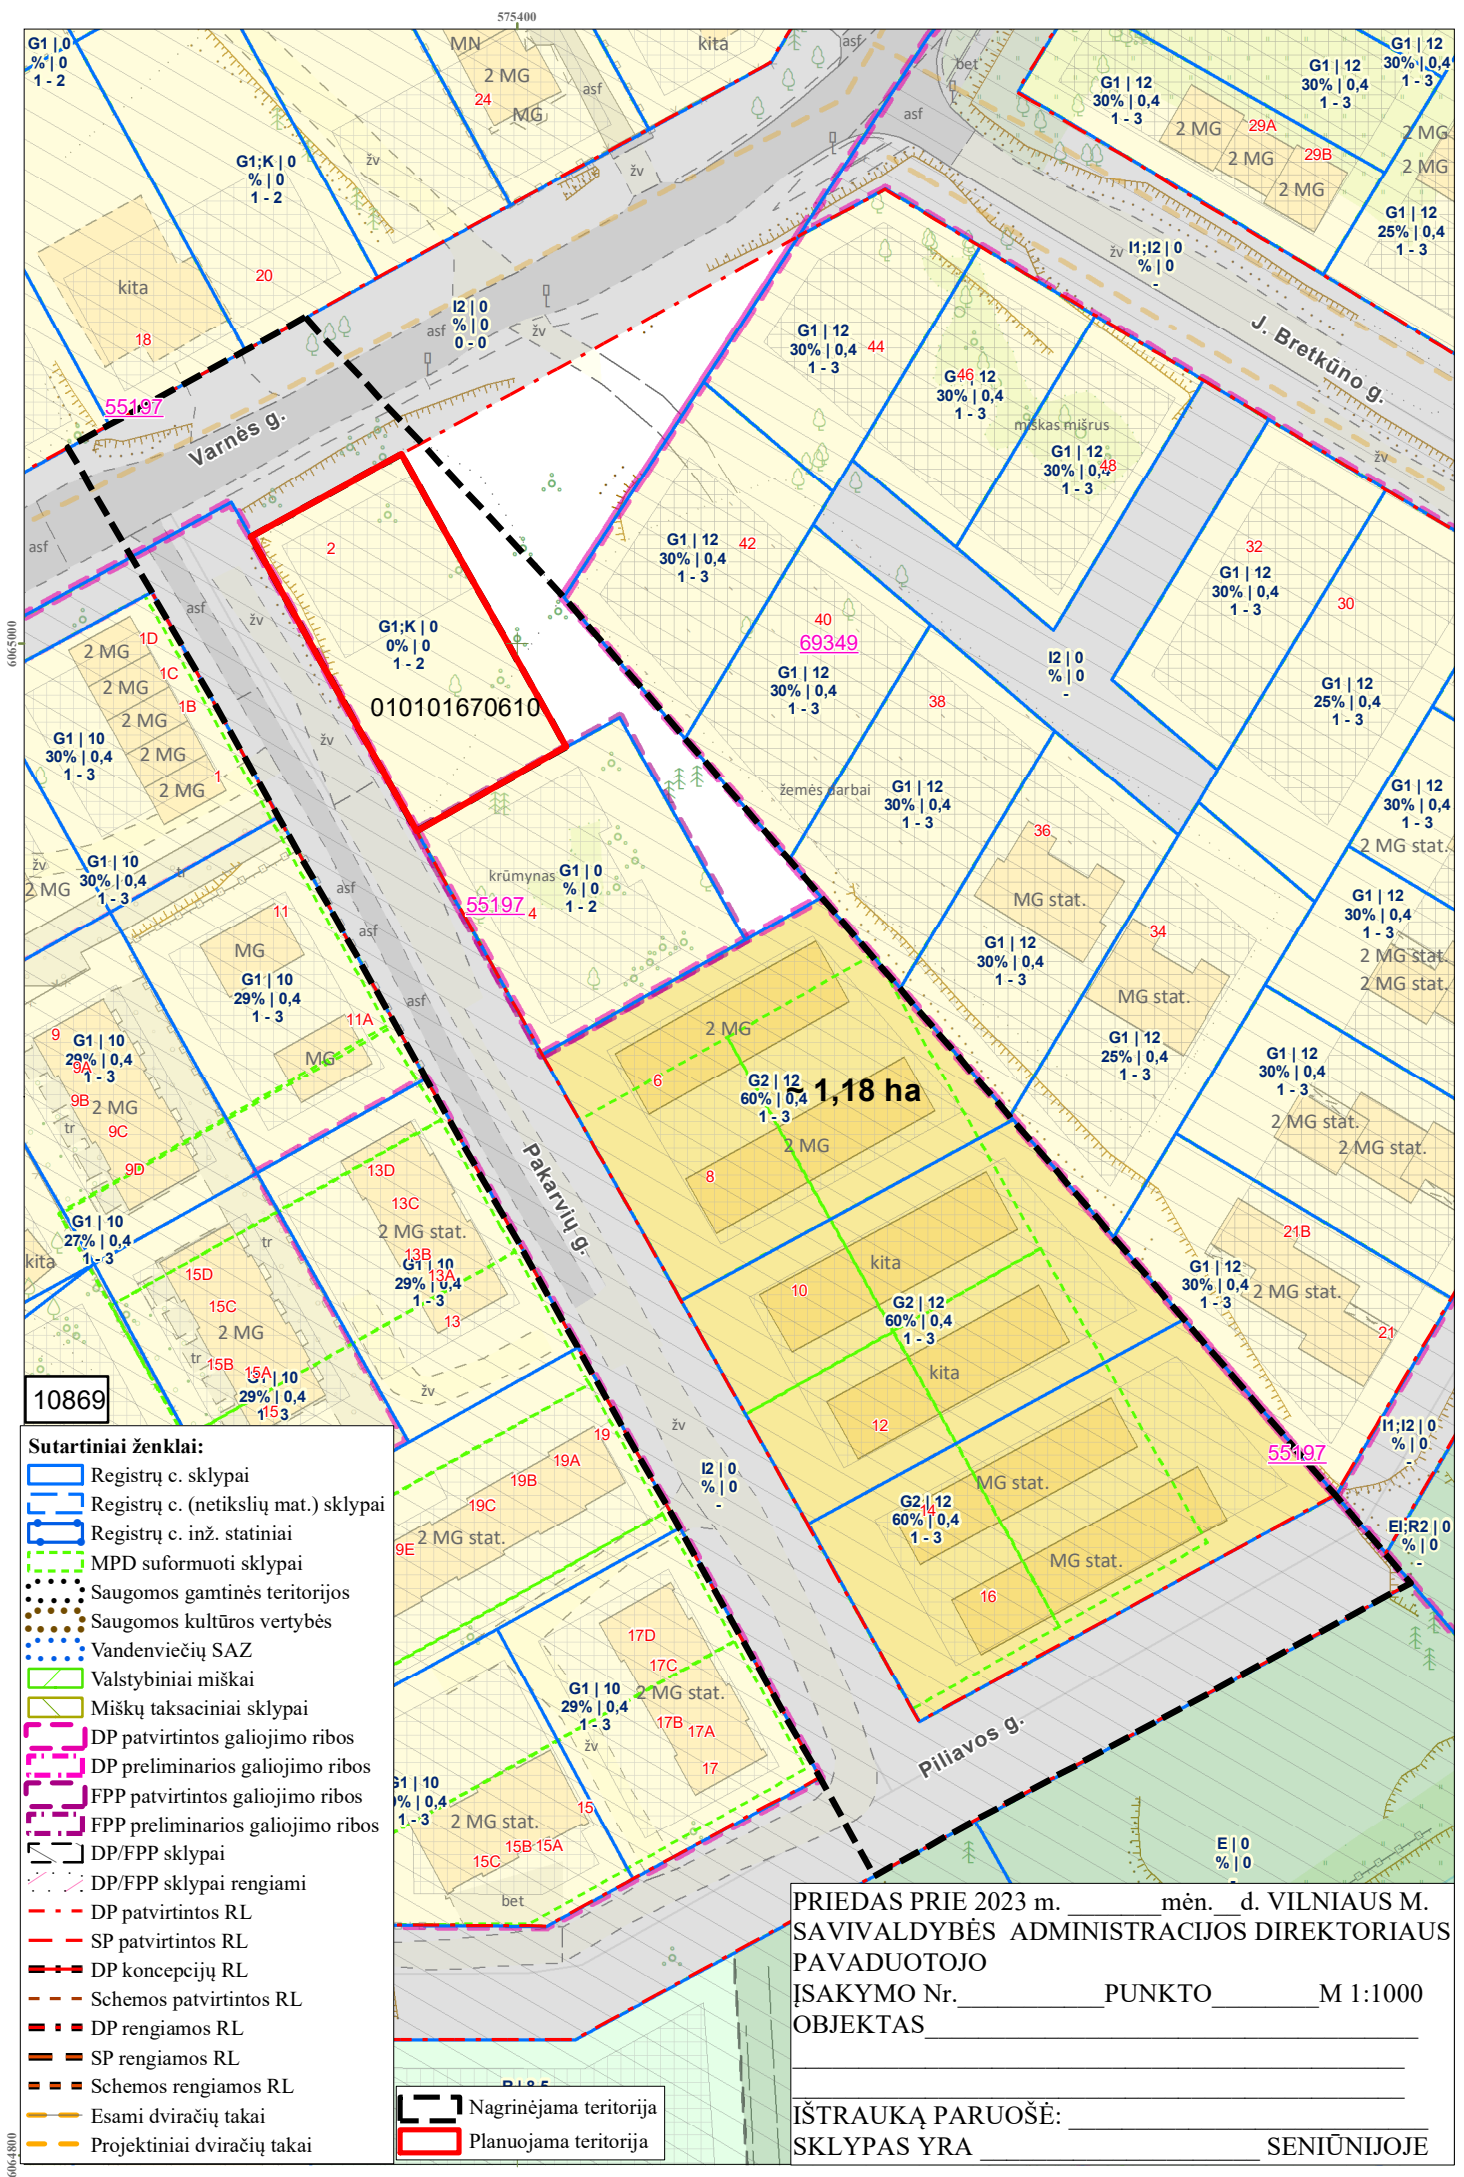 575400
G1 | 0
% | 0
1 - 2
MN
2 MG
24
MG
asf
kita
asf
bet
asf
G1 | 12
30% | 0,4
1 - 3
G1 | 12
30% | 0,4
1 - 3
G1 | 12
30% | 0,4
1 - 3
2 MG
29A
2 MG
29B
2 MG
2 MG
2 MG
G1;K | 0
% | 0
1 - 2
žv
žv
G1 | 12
25% | 0,4
1 - 3
kita
20
18
I1;I2 | 0
% | 0
-
žv
I2 | 0
% | 0
0 - 0
asf
žv
J. Bretkūno g.
G1 | 12
30% | 0,4
1 - 3
44
G1 | 12
30% | 0,4
1 - 3
46
miškas mišrus
G1 | 12
30% | 0,4
1 - 3
48
žv
55197
Varnės g.
asf
2
G1 | 12
30% | 0,4
1 - 3
42
32
G1 | 12
30% | 0,4
1 - 3
30
6065000
asf
žv
G1;K | 0
0% | 0
1 - 2
010101670610
40
69349
G1 | 12
30% | 0,4
1 - 3
I2 | 0
% | 0
-
38
G1 | 12
25% | 0,4
1 - 3
2 MG
1D
2 MG
1C
1B
2 MG
2 MG
2 MG
1
G1 | 10
30% | 0,4
1 - 3
žv
žemės darbai
G1 | 12
30% | 0,4
1 - 3
G1 | 12
30% | 0,4
1 - 3
2 MG stat.
36
MG stat.
žv
2 MG
G1 | 10
30% | 0,4
1 - 3
tr
asf
krūmynas
G1 | 0
% | 0
1 - 2
55197
4
G1 | 12
30% | 0,4
1 - 3
2 MG stat.
2 MG stat.
11
MG
G1 | 10
29% | 0,4
1 - 3
asf
asf
G1 | 12
30% | 0,4
1 - 3
34
MG stat.
G1 | 12
25% | 0,4
1 - 3
11A
MG
9
G1 | 10
29% | 0,4
1 - 3
9A
9B
2 MG
tr
9C
9D
2 MG
6
G2 | 12
60% | 0,4
1 - 3
~ 1,18 ha
2 MG
8
G1 | 12
30% | 0,4
1 - 3
2 MG stat.
2 MG stat.
Pakarvių g.
13D
13C
2 MG stat.
13B
13A
G1 | 10
29% | 0,4
1 - 3
13
G1 | 10
27% | 0,4
1 - 3
kita
tr
15D
15C
2 MG
tr
15B
15A
G1 | 10
29% | 0,4
1 - 3
15
žv
kita
10
G2 | 12
60% | 0,4
1 - 3
kita
12
G1 | 12
30% | 0,4
1 - 3
21B
2 MG stat.
21
10869
žv
I2 | 0
% | 0
-
MG stat.
14
G2 | 12
60% | 0,4
1 - 3
MG stat.
16
55197
I1;I2 | 0
% | 0
-
EI;R2 | 0
% | 0
-
19
19A
19B
19C
2 MG stat.
9E
17D
17C
2 MG stat.
17B
17A
17
G1 | 10
29% | 0,4
1 - 3
žv
Piliavos g.
G1 | 10
% | 0,4
1 - 3
2 MG stat.
15
15B
15A
15C
bet
E | 0
% | 0
Sutartiniai ženklai:
Registrų c. sklypai
Registrų c. (netikslių mat.) sklypai
Registrų c. inž. statiniai
MPD suformuoti sklypai
Saugomos gamtinės teritorijos
Saugomos kultūros vertybės
Vandenviečių SAZ
Valstybiniai miškai
Miškų taksaciniai sklypai
DP patvirtintos galiojimo ribos
DP preliminarios galiojimo ribos
FPP patvirtintos galiojimo ribos
FPP preliminarios galiojimo ribos
DP/FPP sklypai
DP/FPP sklypai rengiami
DP patvirtintos RL
SP patvirtintos RL
DP koncepcijų RL
Schemos patvirtintos RL
DP rengiamos RL
SP rengiamos RL
Schemos rengiamos RL
Esami dviračių takai
Projektiniai dviračių takai
6064800
Nagrinėjama teritorija
Planuojama teritorija
PRIEDAS PRIE 2023 m. _______mėn.__d. VILNIAUS M.
SAVIVALDYBĖS ADMINISTRACIJOS DIREKTORIAUS
PAVADUOTOJO
ĮSAKYMO Nr.___________PUNKTO________M 1:1000
OBJEKTAS_____________________________________
IŠTRAUKĄ PARUOŠĖ: ___________________________
SKLYPAS YRA _____________________ SENIŪNIJOJE